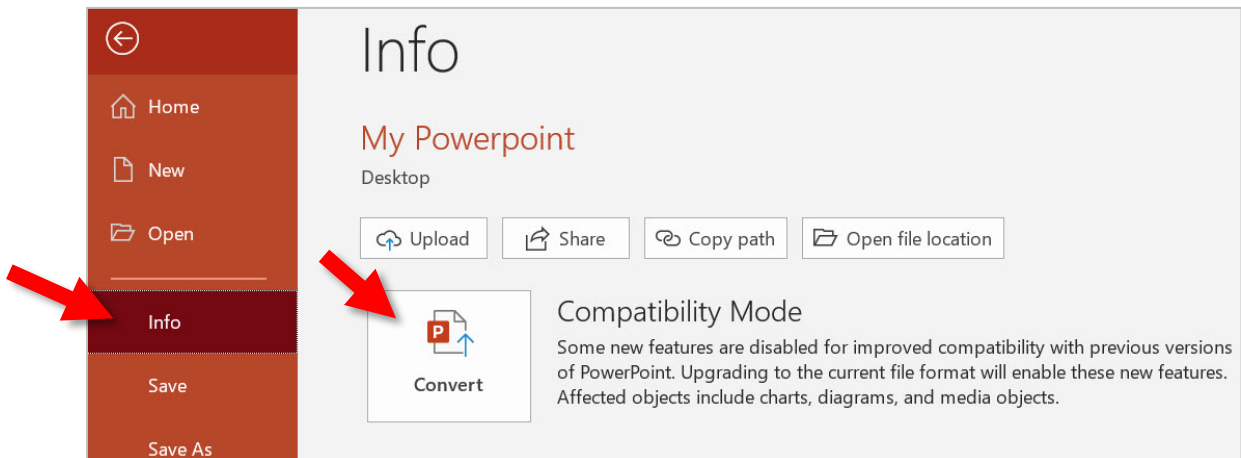 Info
Home
New
Open
Info
Save
Save As
My Powerpoint
Desktop
Upload
Share
Copy path
Open file location
P
Convert
Compatibility Mode
Some new features are disabled for improved compatibility with previous versions
of PowerPoint. Upgrading to the current file format will enable these new features.
Affected objects include charts, diagrams, and media objects.